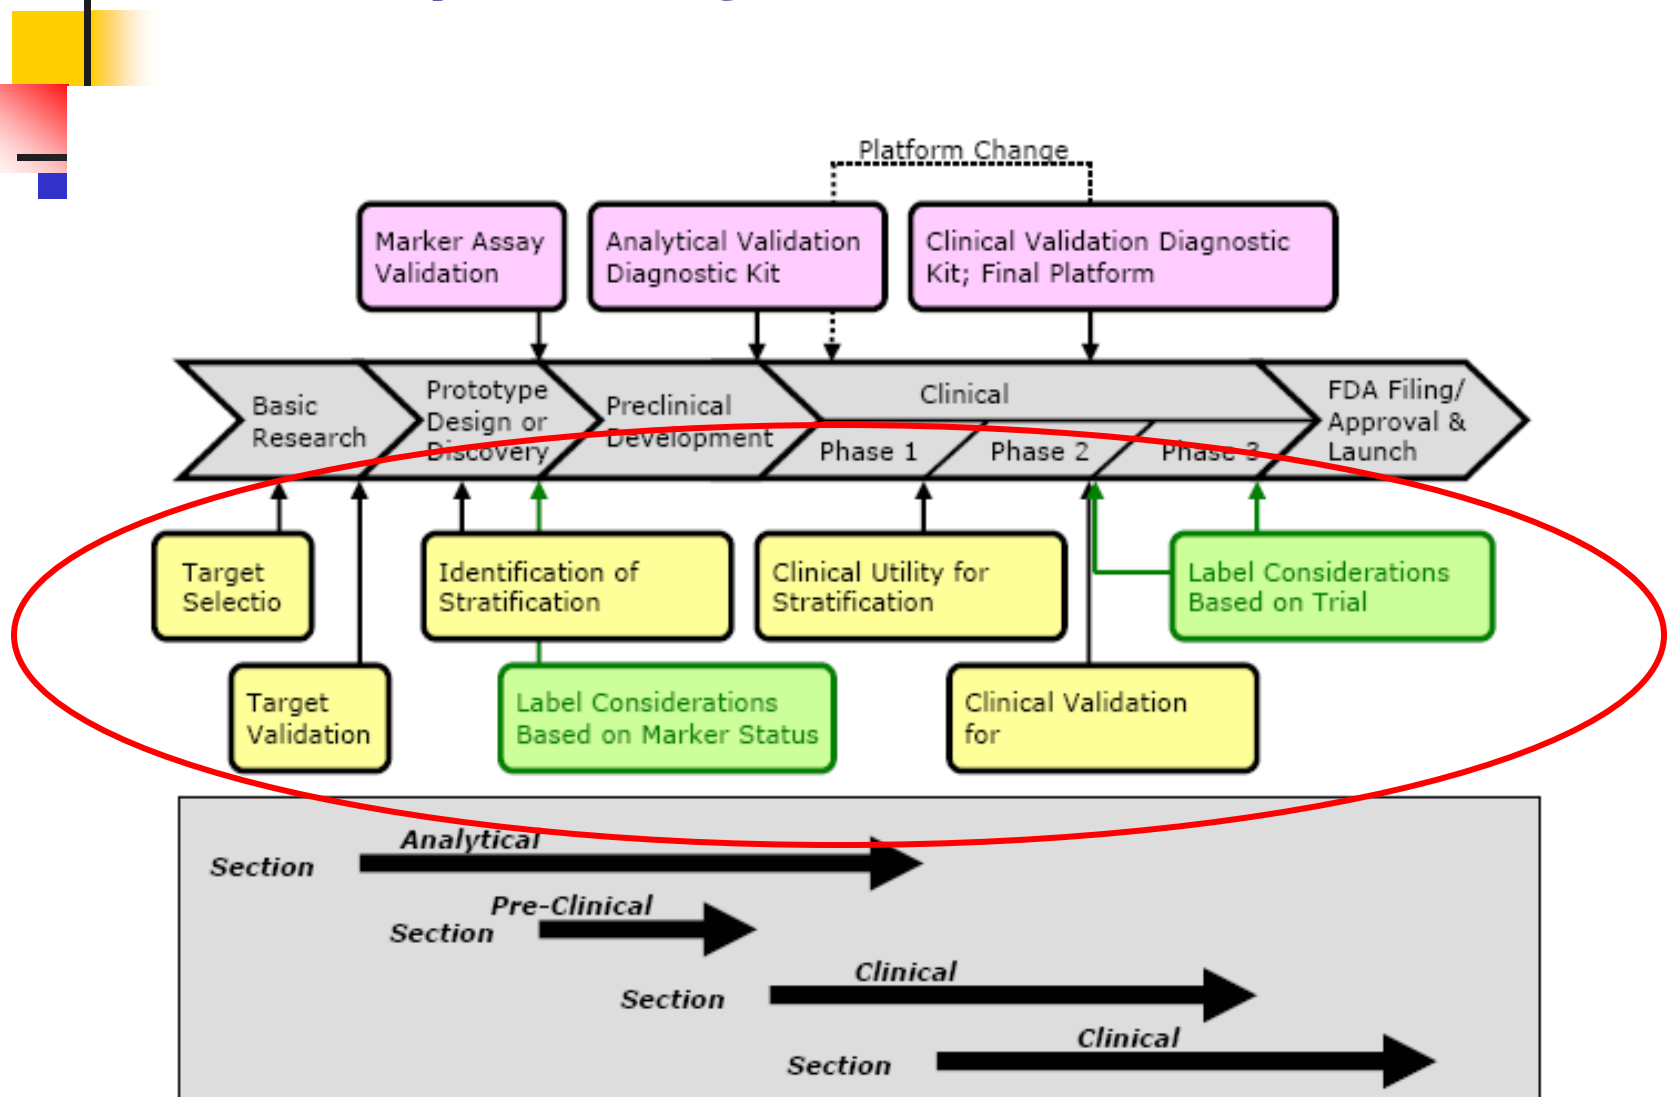 Platform Change
Marker Assay
Validation
Analytical Validation
Diagnostic Kit
Clinical Validation Diagnostic
Kit; Final Platform
Basic
Research
Prototype
Design or
Discovery
Preclinical
Development
Clinical
Phase 1
Phase 2
Phase 3
FDA Filing/
Approval &
Launch
Target
Selectio
Identification of
Stratification
Clinical Utility for
Stratification
Label Considerations
Based on Trial
Target
Validation
Label Considerations
Based on Marker Status
Clinical Validation
for
Analytical
Section
Pre-Clinical
Section
Clinical
Section
Clinical
Section